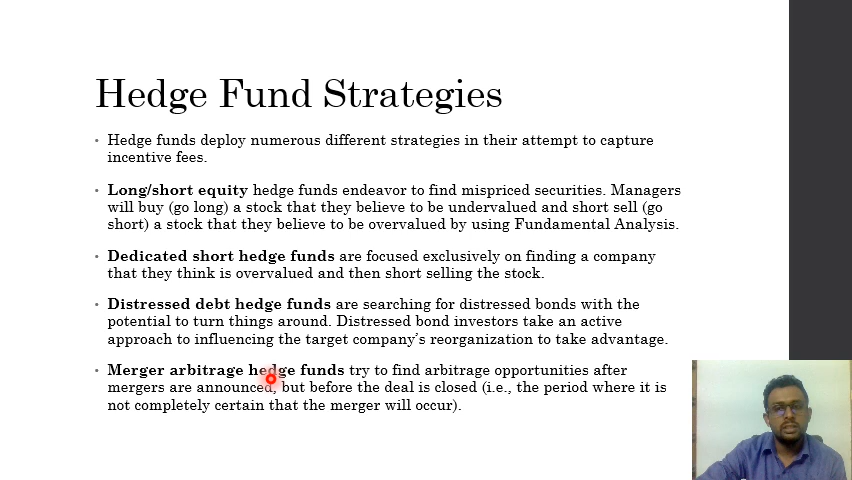 Hedge Fund Strategies
• Hedge funds deploy numerous different strategies in their attempt to capture
incentive fees.
• Long/short equity hedge funds endeavor to find mispriced securities. Managers
will buy (go long) a stock that they believe to be undervalued and short sell (go
short) a stock that they believe to be overvalued by using Fundamental Analysis.
• Dedicated short hedge funds are focused exclusively on finding a company
that they think is overvalued and then short selling the stock.
• Distressed debt hedge funds are searching for distressed bonds with the
potential to turn things around. Distressed bond investors take an active
approach to influencing the target company’s reorganization to take advantage.
• Merger arbitrage hedge funds try to find arbitrage opportunities after
mergers are announced, but before the deal is closed (i.e., the period where it is
not completely certain that the merger will occur).